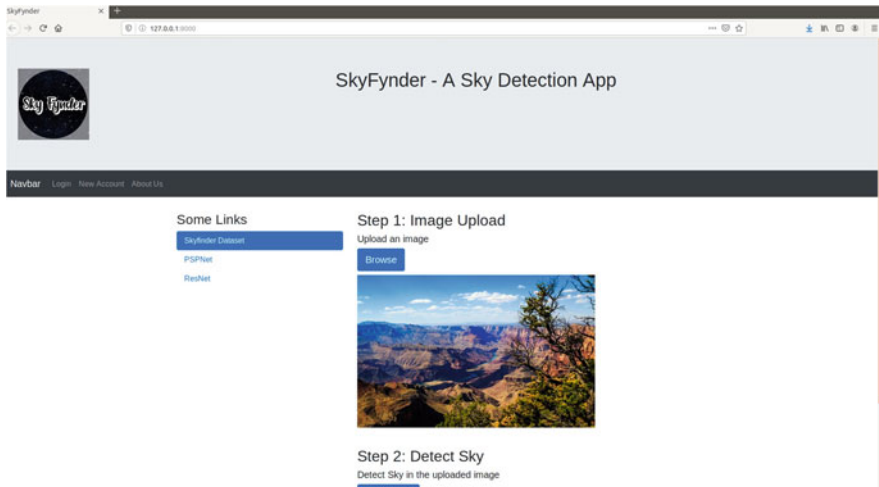 SkyFynder
127.0.0.1:8000
Sky Fynder
SkyFynder - A Sky Detection App
Navbar Login New Account About Us
Some Links
Skyfinder Dataset
PSPNet
ResNet
Step 1: Image Upload
Upload an image
Browse
Step 2: Detect Sky
Detect Sky in the uploaded image